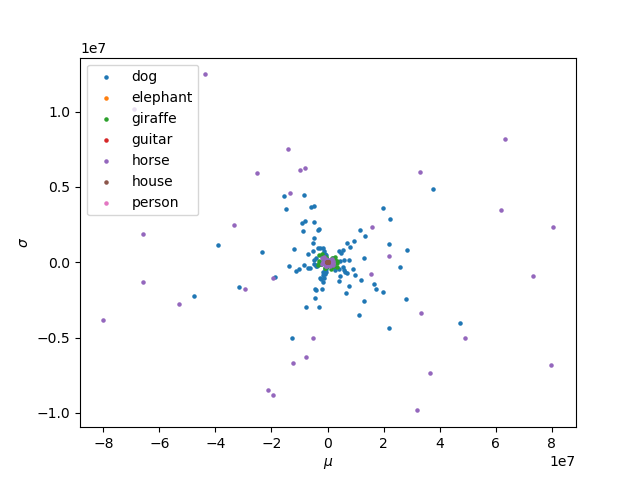 1e7
dog
elephant
giraffe
guitar
horse
house
person
1.0
0.5
0.0
−0.5
−1.0
σ
−8 −6 −4 −2 0 2 4 6 8
μ
1e7